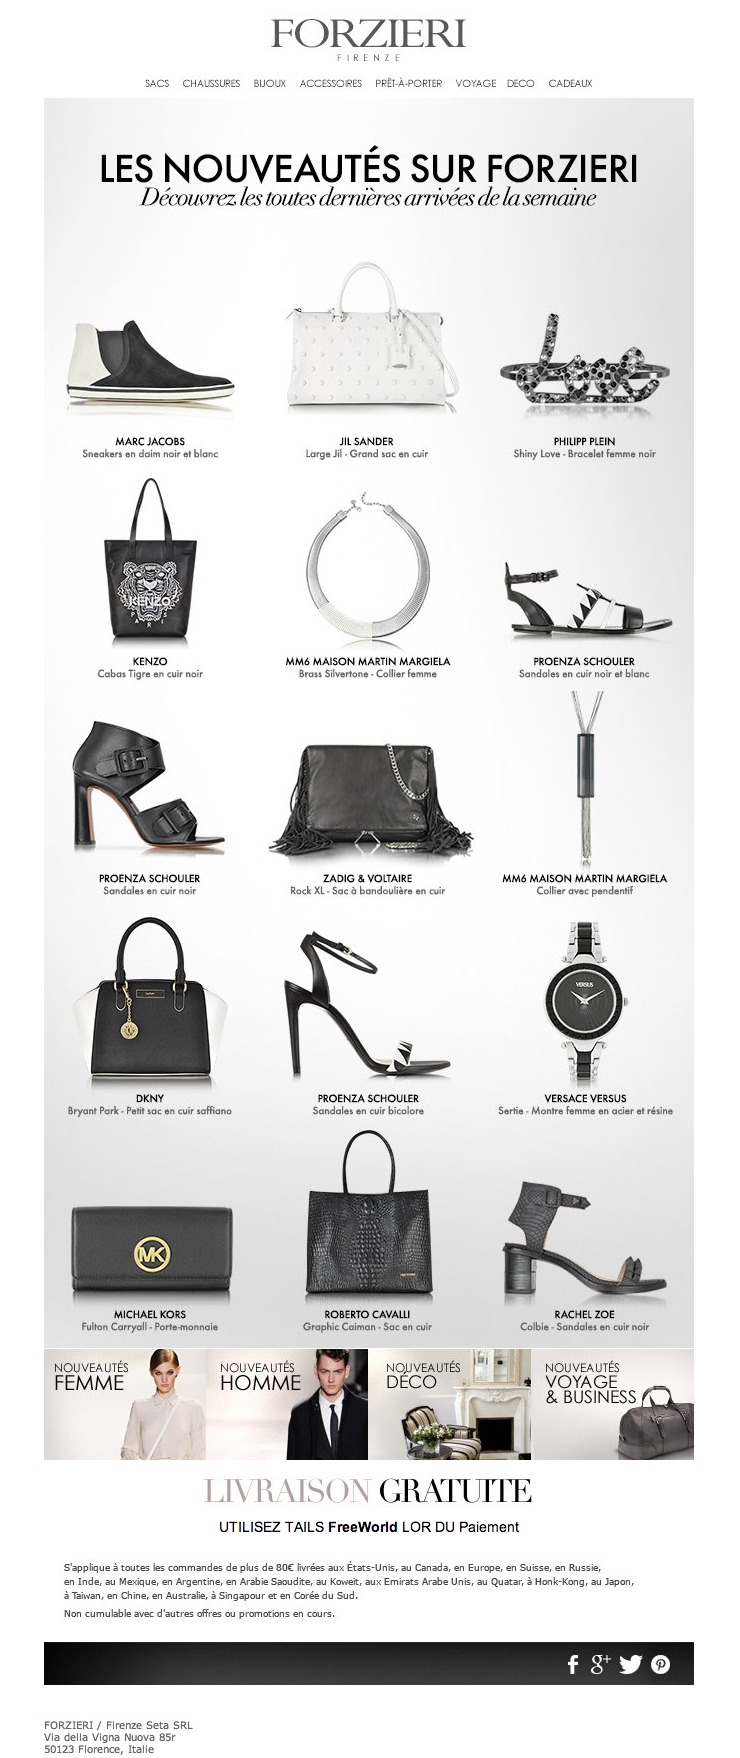 FORZIERI
FIRENZE
SACS CHAUSSURES BIJOUX ACCESSOIRES PRÊT-À-PORTER VOYAGE DECO CADEAUX
LES NOUVEAUTÉS SUR FORZIERI
Découvrez les toutes dernières arrivées de la semaine
MARC JACOBS
Sneakers en daim noir et blanc
JIL SANDER
Large Jil - Grand sac en cuir
PHILIPP PLEIN
Shiny Love - Bracelet femme noir
KENZO
PARIS
KENZO
Cabas Tigre en cuir noir
MM6 MAISON MARTIN MARGIELA
Brass Silvertone - Collier femme
PROENZA SCHOULER
Sandales en cuir noir et blanc
PROENZA SCHOULER
Sandales en cuir noir
ZADIG & VOLTAIRE
Rock XL - Sac à bandoulière en cuir
MM6 MAISON MARTIN MARGIELA
Collier avec pendentif
VERSUS
DKNY
Bryant Park - Petit sac en cuir saffiano
PROENZA SCHOULER
Sandales en cuir bicolore
VERSACE VERSUS
Sertie - Montre femme en acier et résine
MK
MICHAEL KORS
Fulton Carryall - Porte-monnaie
ROBERTO CAVALLI
Graphic Caiman - Sac en cuir
RACHEL ZOE
Colbie - Sandales en cuir noir
NOUVEAUTÉS
FEMME
NOUVEAUTÉS
HOMME
NOUVEAUTÉS
DECO
NOUVEAUTÉS
VOYAGE
& BUSINESS
LIVRAISON GRATUITE
UTILISEZ TAILS FreeWorld LOR DU Paiement
S'applique à toutes les commandes de plus de 80€ livrées aux États-Unis, au Canada, en Europe, en Suisse, en Russie,
en Inde, au Mexique, en Argentine, en Arabie Saoudite, au Koweit, aux Emirats Arabe Unis, au Quatar, à Honk-Kong, au Japon,
à Taiwan, en Chine, en Australie, à Singapour et en Corée du Sud.
Non cumulable avec d'autres offres ou promotions en cours.
FORZIERI / Firenze Seta SRL
Via della Vigna Nuova 85r
50123 Florence, Italie